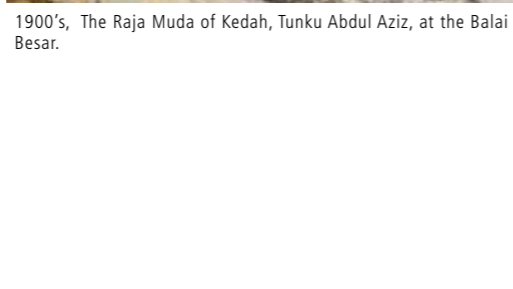 1900’s,  The Raja Muda of Kedah, Tunku Abdul Aziz, at the Balai
Besar.